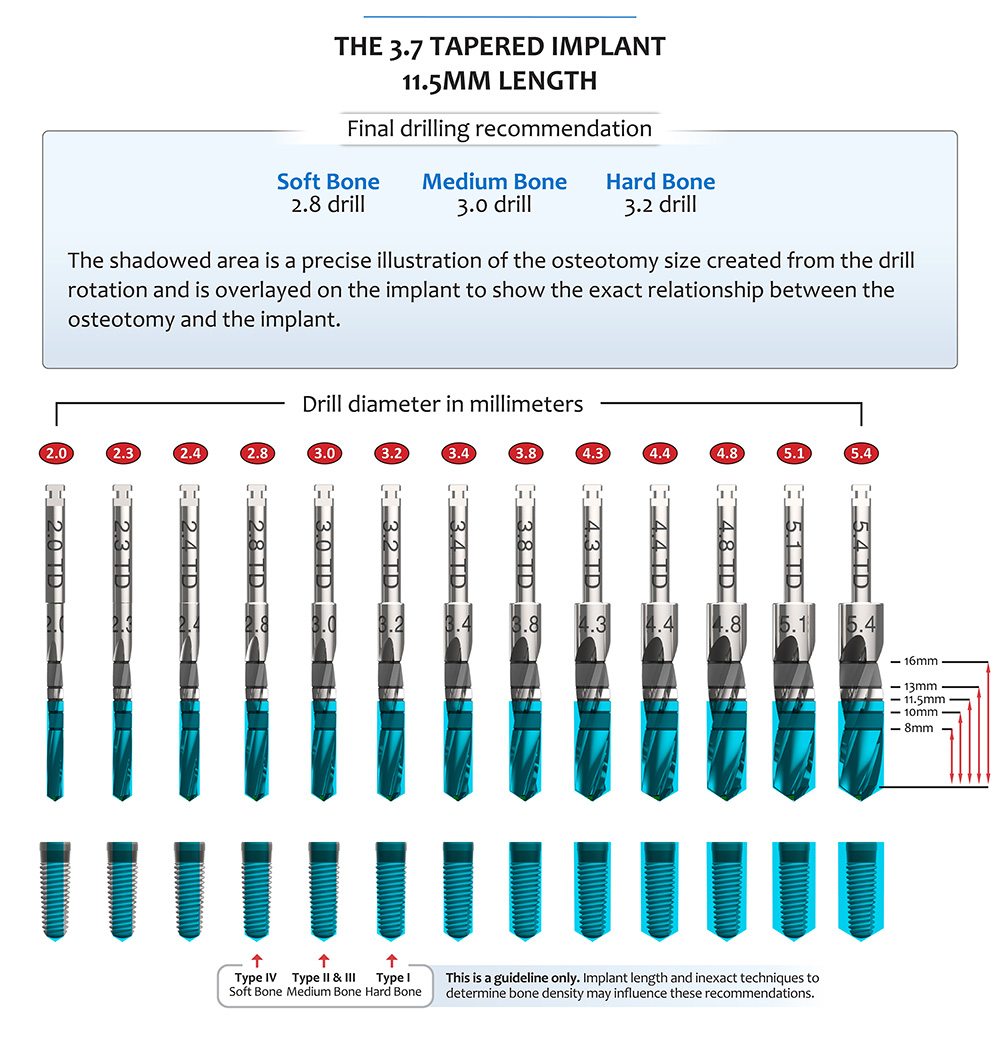 THE 3.7 TAPERED IMPLANT
11.5MM LENGTH
Final drilling recommendation
Soft Bone Medium Bone Hard Bone
2.8 drill 3.0 drill 3.2 drill
The shadowed area is a precise illustration of the osteotomy size created from the drill
rotation and is overlayed on the implant to show the exact relationship between the
osteotomy and the implant.
Drill diameter in millimeters
2.0 2.3 2.4 2.8 3.0 3.2 3.4 3.8 4.3 4.4 4.8 5.1 5.4
2.0 TD 2.3 TD 2.4 TD 2.8 TD 3.0 TD 3.2 TD 3.4 TD 3.8 TD 4.3 TD 4.4 TD 4.8 TD 5.1 TD 5.4 TD
2.0 2.3 2.4 2.8 3.0 3.2 3.4 3.8 4.3 4.4 4.8 5.1 5.4
16mm
13mm
11.5mm
10mm
8mm
Type IV Type II & III Type I
Soft Bone Medium Bone Hard Bone
This is a guideline only. Implant length and inexact techniques to
determine bone density may influence these recommendations.